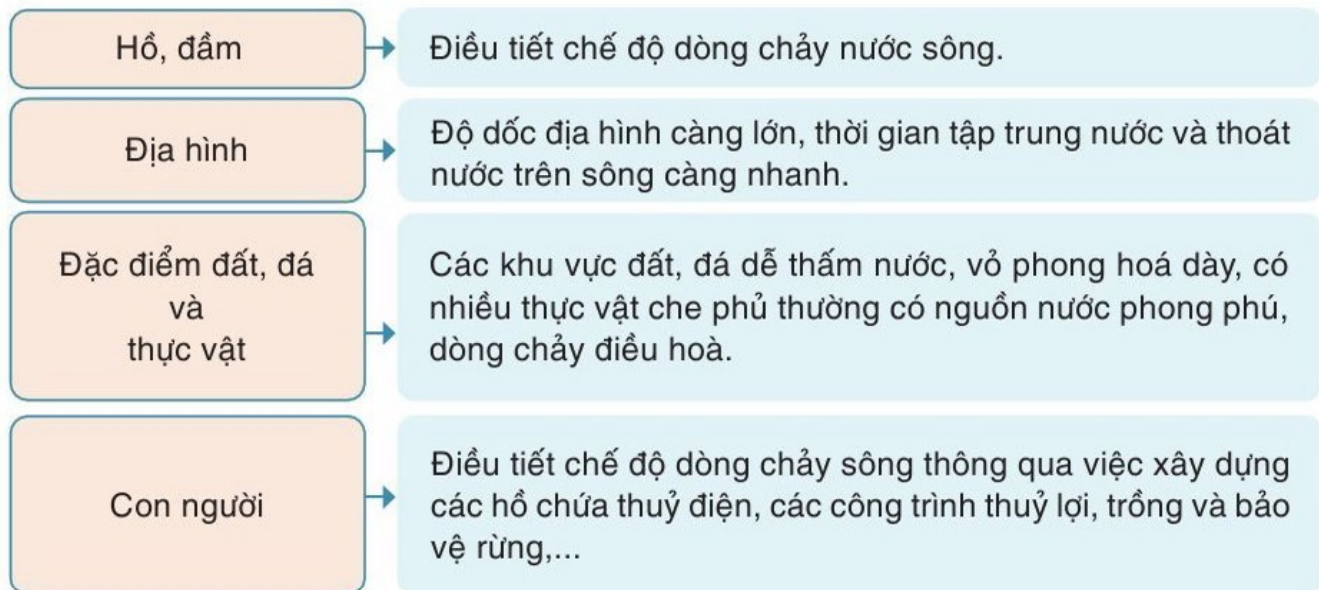 Hồ, đầm
Điều tiết chế độ dòng chảy nước sông.
Địa hình
Độ dốc địa hình càng lớn, thời gian tập trung nước và thoát
nước trên sông càng nhanh.
Đặc điểm đất, đá
và
thực vật
Các khu vực đất, đá dễ thấm nước, vỏ phong hoá dày, có
nhiều thực vật che phủ thường có nguồn nước phong phú,
dòng chảy điều hoà.
Con người
Điều tiết chế độ dòng chảy sông thông qua việc xây dựng
các hồ chứa thuỷ điện, các công trình thuỷ lợi, trồng và bảo
vệ rừng,...